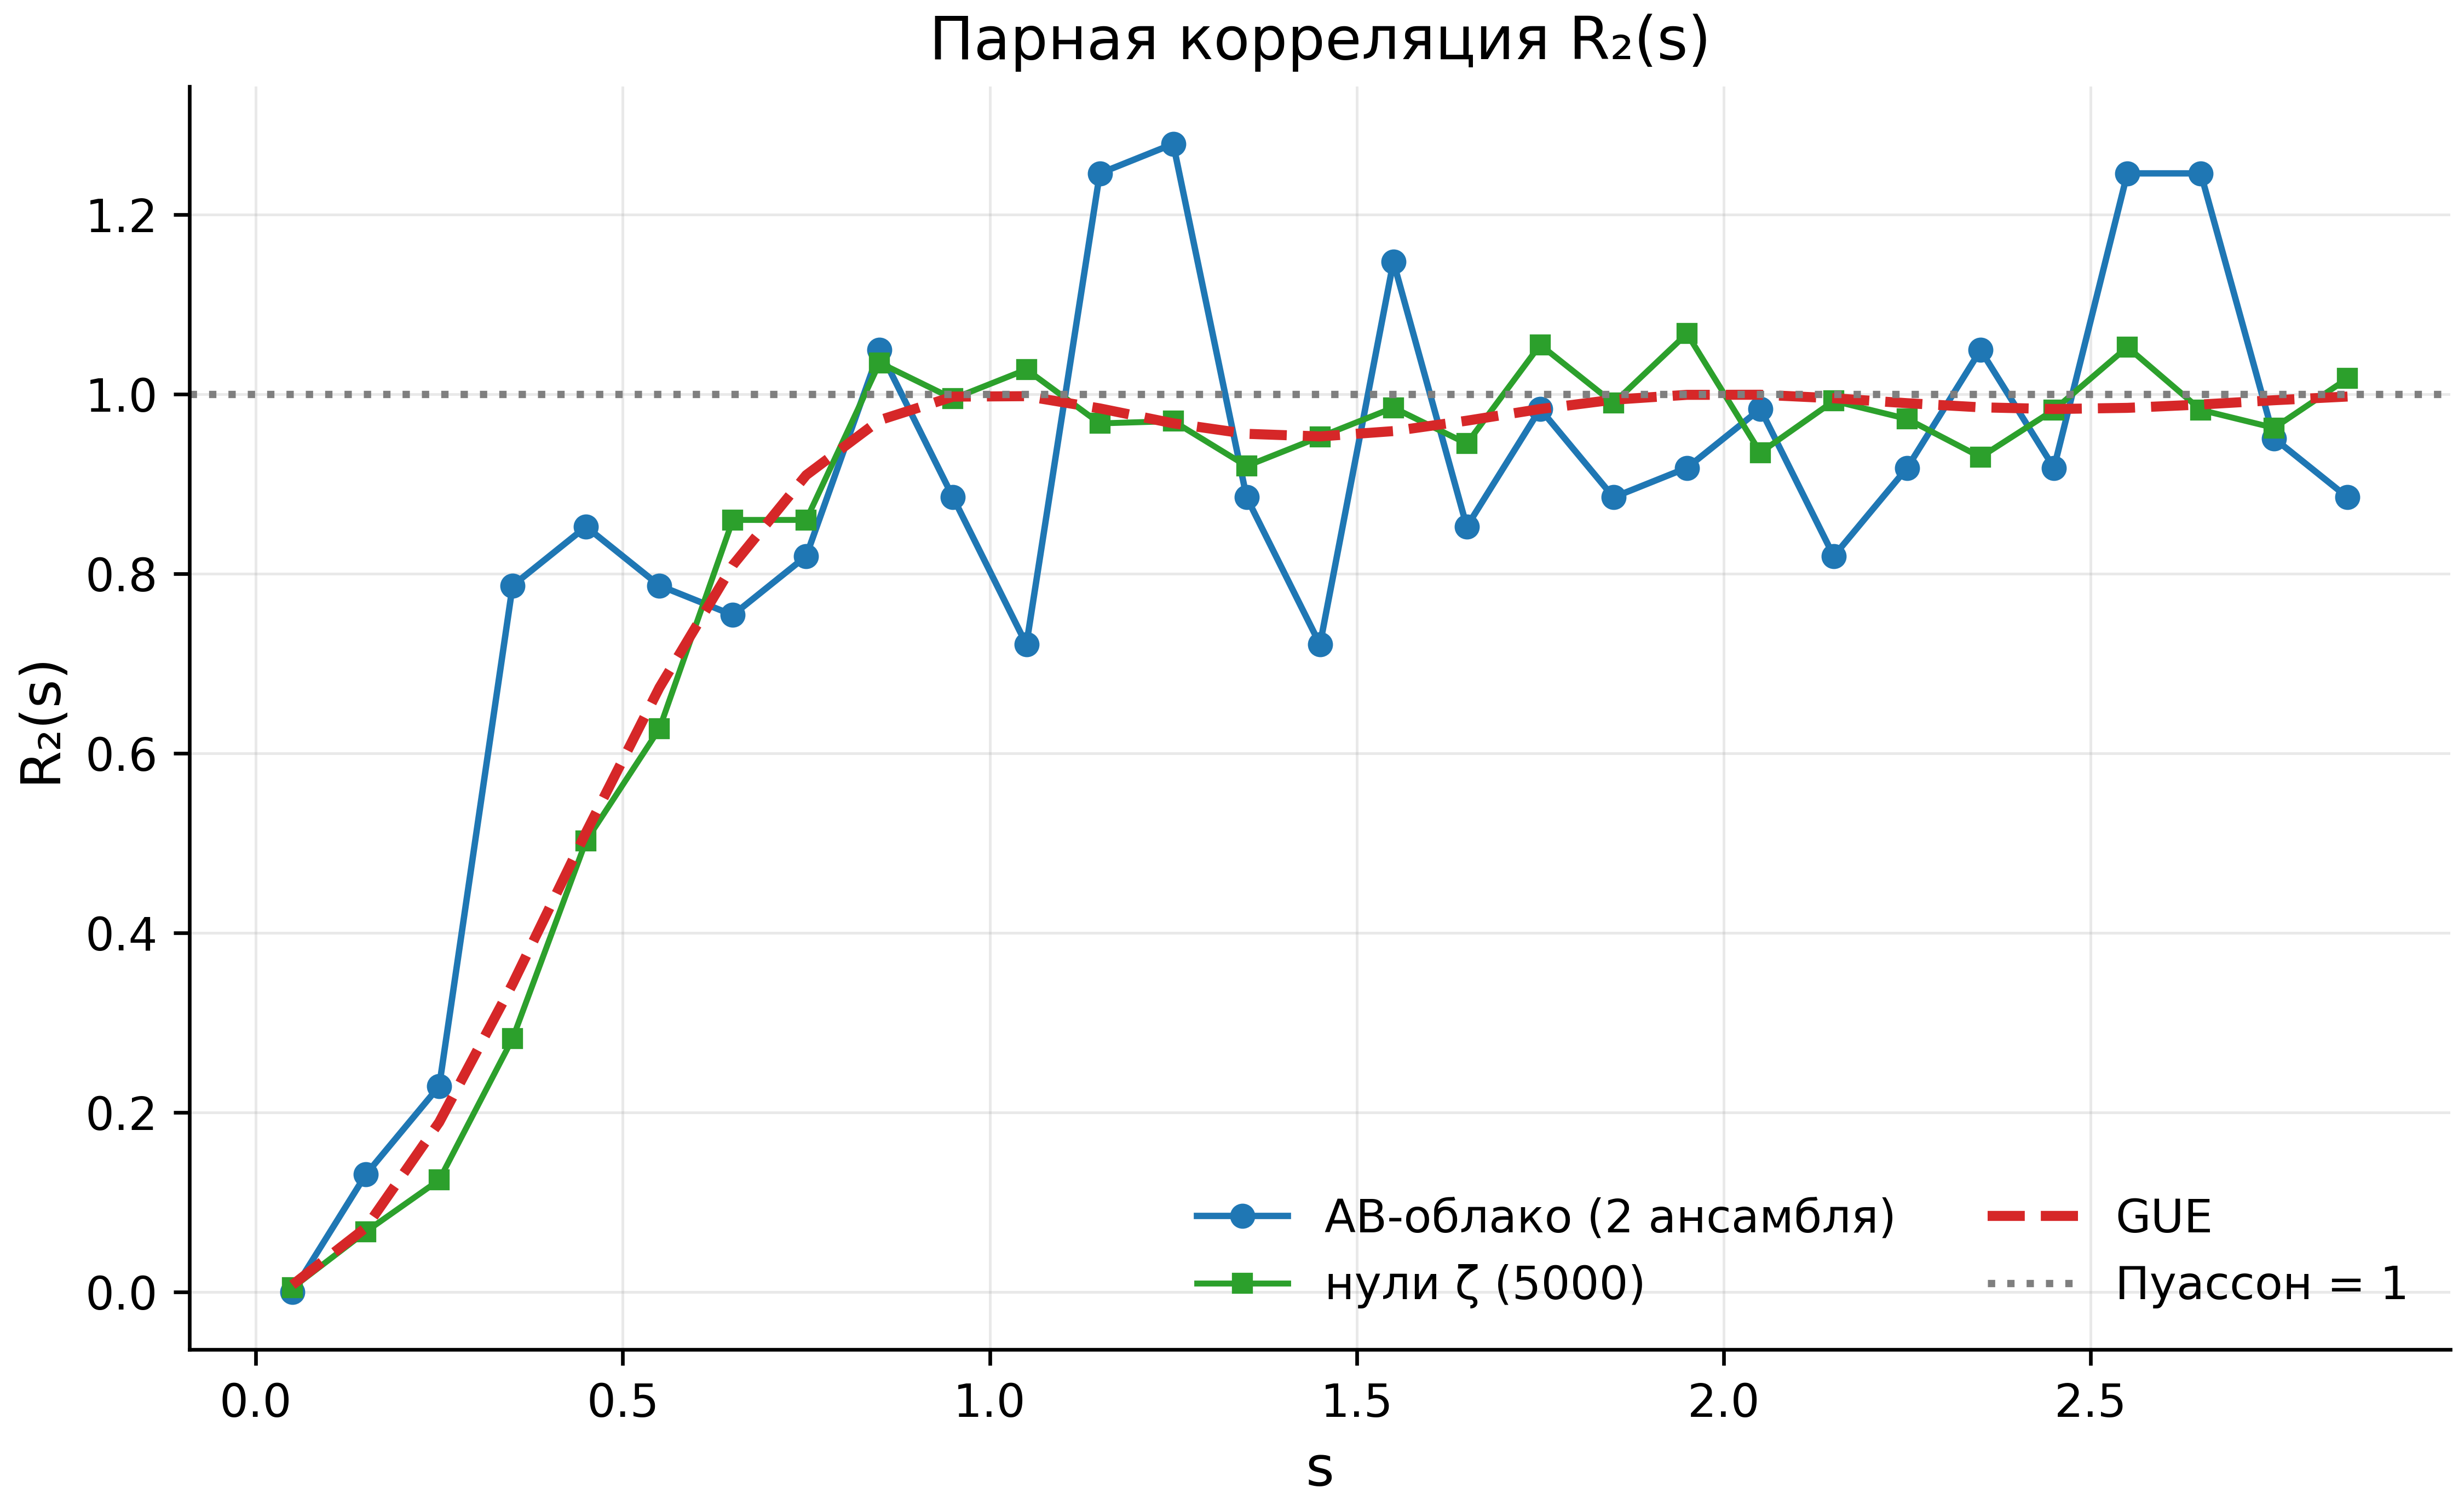 Парная корреляция R₂(s)
R₂(s)
1.2
1.0
0.8
0.6
0.4
0.2
0.0
0.0 0.5 1.0 1.5 2.0 2.5
s
АВ-облако (2 ансамбля)
нули ζ (5000)
GUE
Пуассон = 1